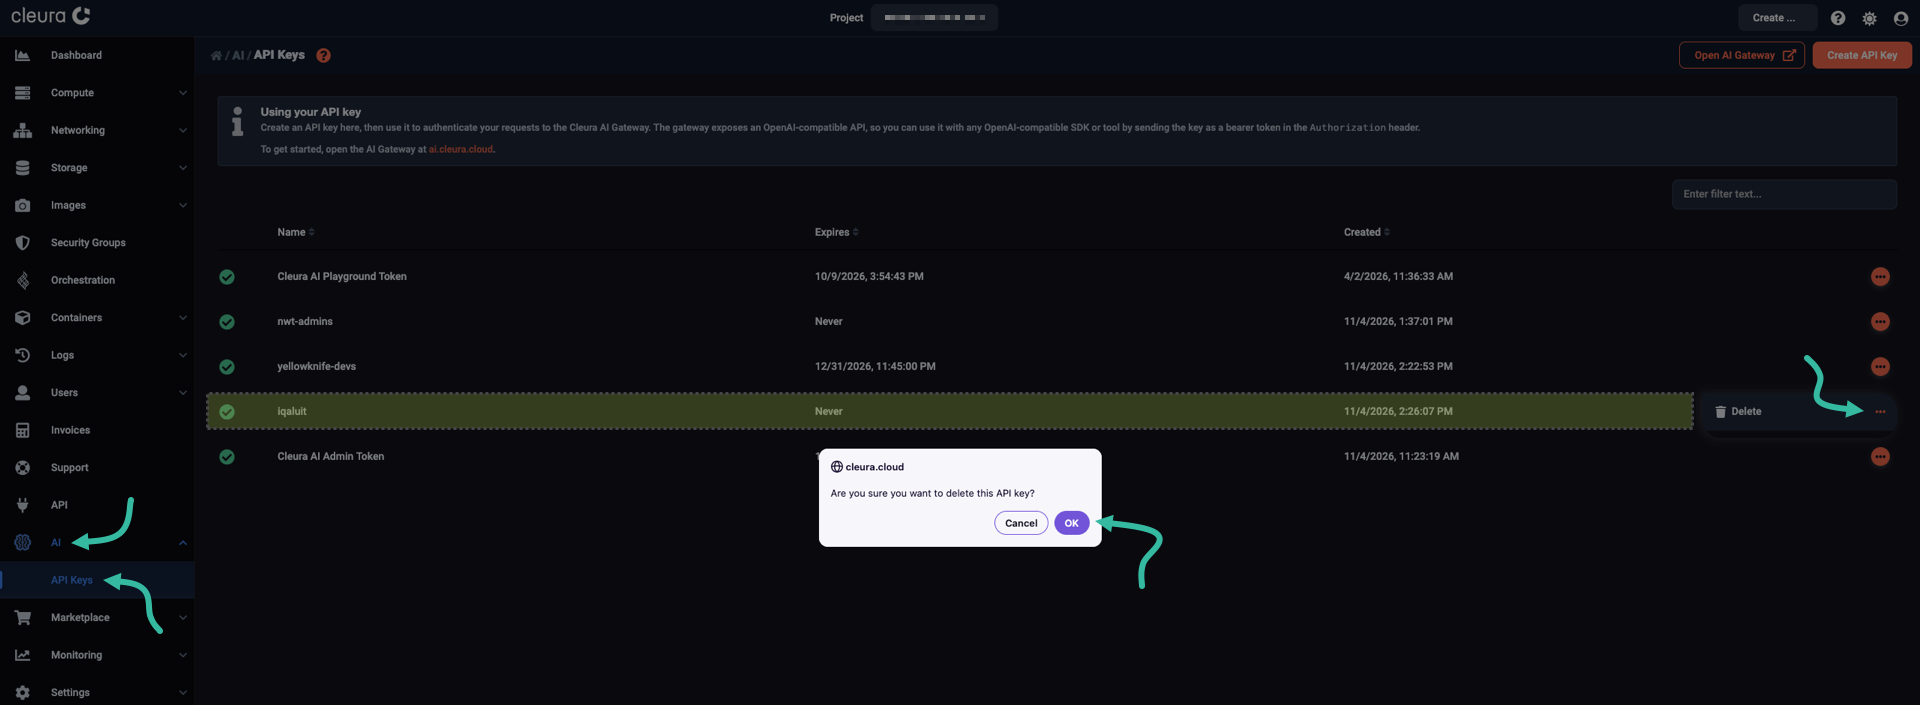 cleura
Project
Create ...
Dashboard
Compute
Networking
Storage
Images
Security Groups
Orchestration
Containers
Logs
Users
Invoices
Support
API
AI
API Keys
Marketplace
Monitoring
Settings
/ AI / API Keys ?
Open AI Gateway
Create API Key
Using your API key
Create an API key here, then use it to authenticate your requests to the Cleura AI Gateway. The gateway exposes an OpenAI-compatible API, so you can use it with any OpenAI-compatible SDK or tool by sending the key as a bearer token in the Authorization header.
To get started, open the AI Gateway at ai.cleura.cloud.
Enter filter text...
Name Expires Created
Cleura AI Playground Token 10/9/2026, 3:54:43 PM 4/2/2026, 11:36:33 AM
nwt-admins Never 11/4/2026, 1:37:01 PM
yellowknife-devs 12/31/2026, 11:45:00 PM 11/4/2026, 2:22:53 PM
iqaluit Never 11/4/2026, 2:26:07 PM Delete
Cleura AI Admin Token 11/4/2026, 11:23:19 AM
cleura.cloud
Are you sure you want to delete this API key?
Cancel OK